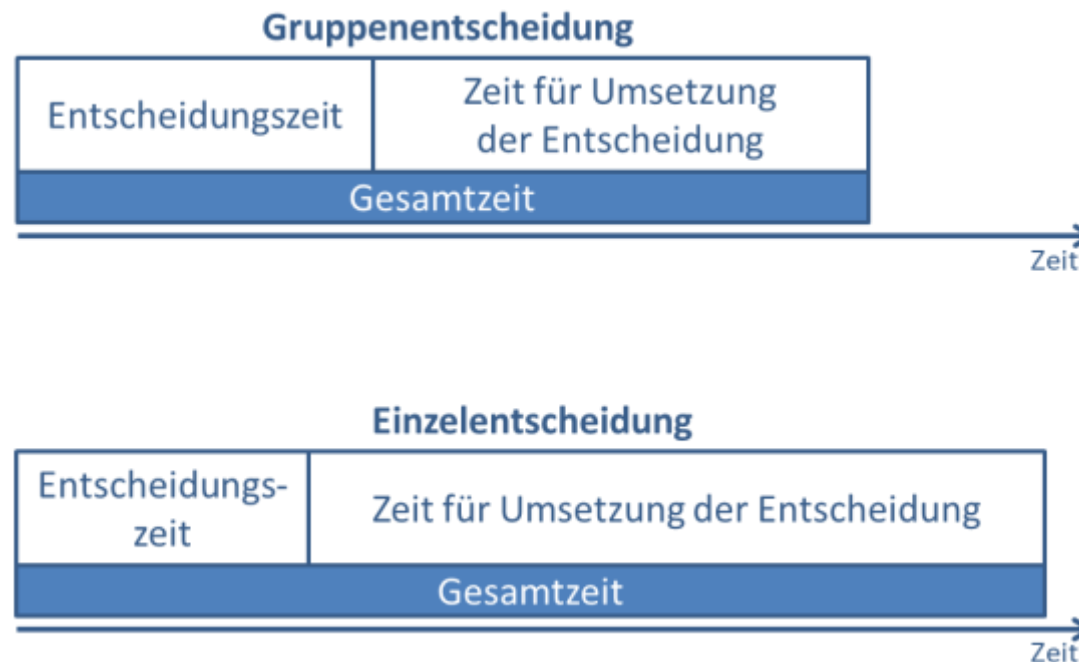 Gruppenentscheidung
Entscheidungszeit
Zeit für Umsetzung
der Entscheidung
Gesamtzeit
Zeit
Einzelentscheidung
Entscheidungs-
zeit
Zeit für Umsetzung der Entscheidung
Gesamtzeit
Zeit